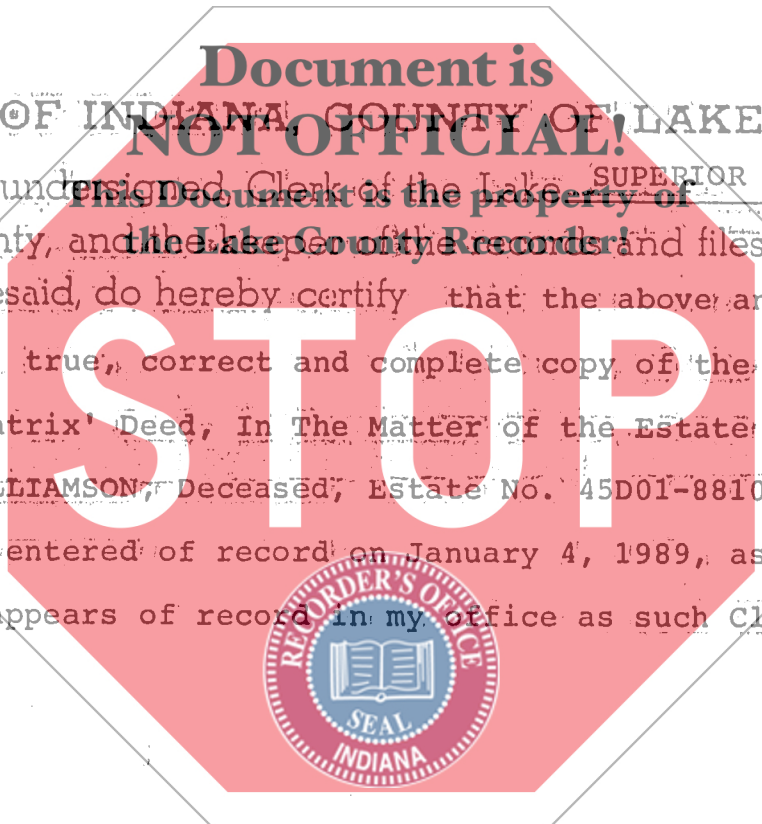 Document is
OF INDIANA, COUNTY OF LAKE
NOT OFFICIAL!
undersigned Clerk of the Lake SUPERIOR
This Document is the property of
nty, and the keeper of the records and files
the Lake County Recorder!
esaid, do hereby certify that the above an
true, correct and complete copy of the
STOP
atrix' Deed, In The Matter of the Estate
LLIAMSON, Deceased, Estate No. 45D01-8810
entered of record on January 4, 1989, as
appears of record in my office as such Cl
RECORDER'S OFFICE
SEAL
INDIANA